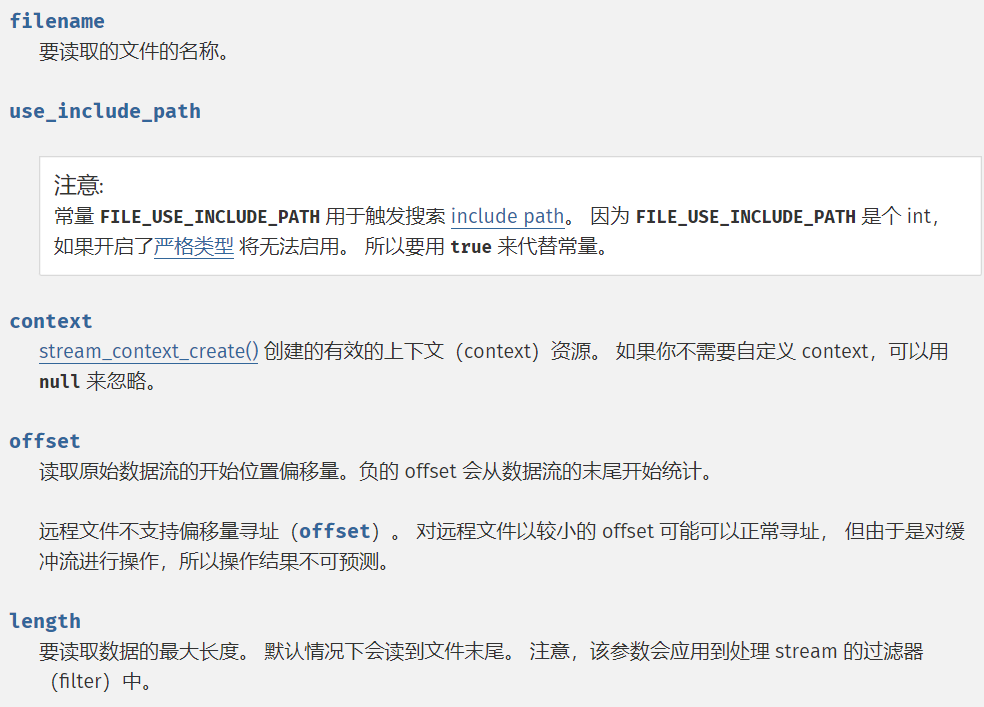 filename
要读取的文件的名称。
use_include_path
注意:
常量 FILE_USE_INCLUDE_PATH 用于触发搜索 include path。 因为 FILE_USE_INCLUDE_PATH 是个 int，
如果开启了严格类型 将无法启用。 所以要用 true 来代替常量。
context
stream_context_create() 创建的有效的上下文（context）资源。 如果你不需要自定义 context，可以用
null 来忽略。
offset
读取原始数据流的开始位置偏移量。负的 offset 会从数据流的末尾开始统计。
远程文件不支持偏移量寻址（offset）。 对远程文件以较小的 offset 可能可以正常寻址， 但由于是对缓
冲流进行操作，所以操作结果不可预测。
length
要读取数据的最大长度。 默认情况下会读到文件末尾。 注意，该参数会应用到处理 stream 的过滤器
（filter）中。